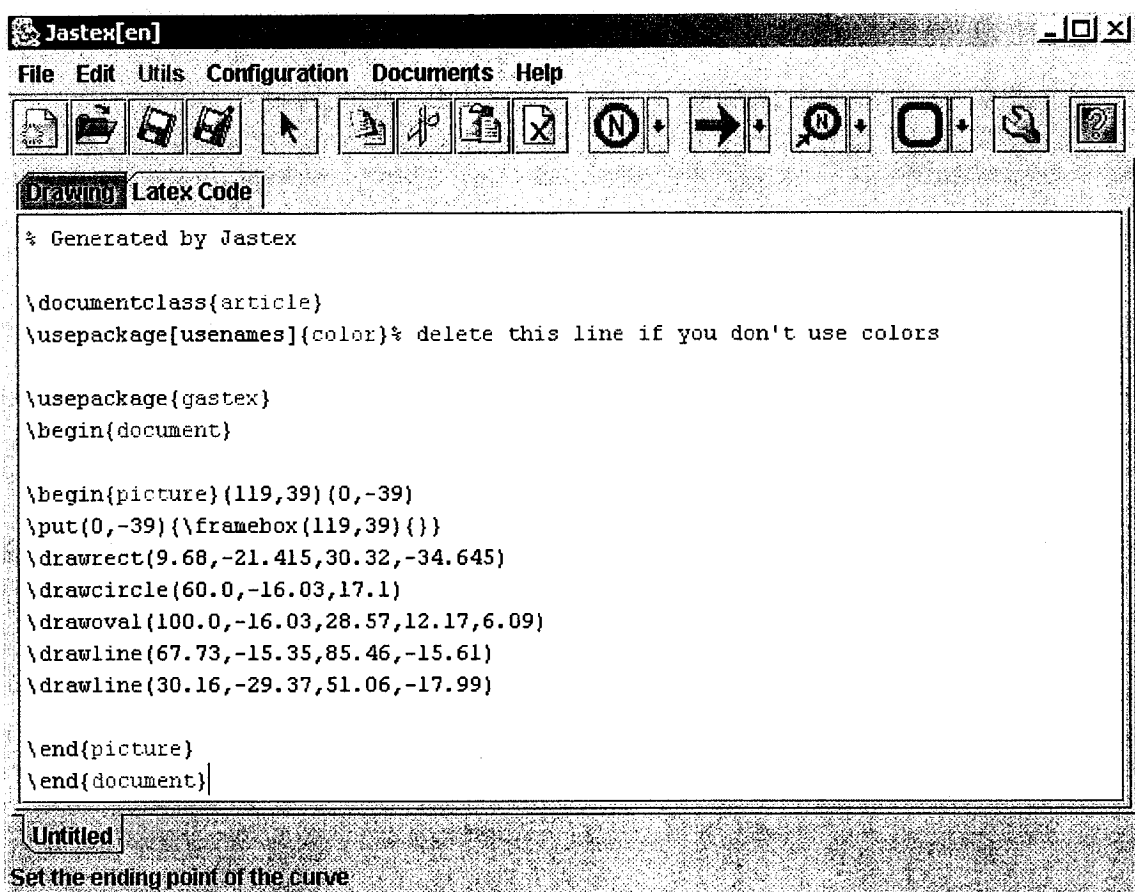 Jastex[en]
File Edit Utils Configuration Documents Help
N N
Drawing Latex Code
% Generated by Jastex
\documentclass{article}
\usepackage[usenames]{color}% delete this line if you don't use colors
\usepackage{gastex}
\begin{document}
\begin{picture}(119,39)(0,-39)
\put(0,-39){\framebox(119,39){}}
\drawrect(9.68,-21.415,30.32,-34.645)
\drawcircle(60.0,-16.03,17.1)
\drawoval(100.0,-16.03,28.57,12.17,6.09)
\drawline(67.73,-15.35,85.46,-15.61)
\drawline(30.16,-29.37,51.06,-17.99)
\end{picture}
\end{document}
Untitled
Set the ending point of the curve